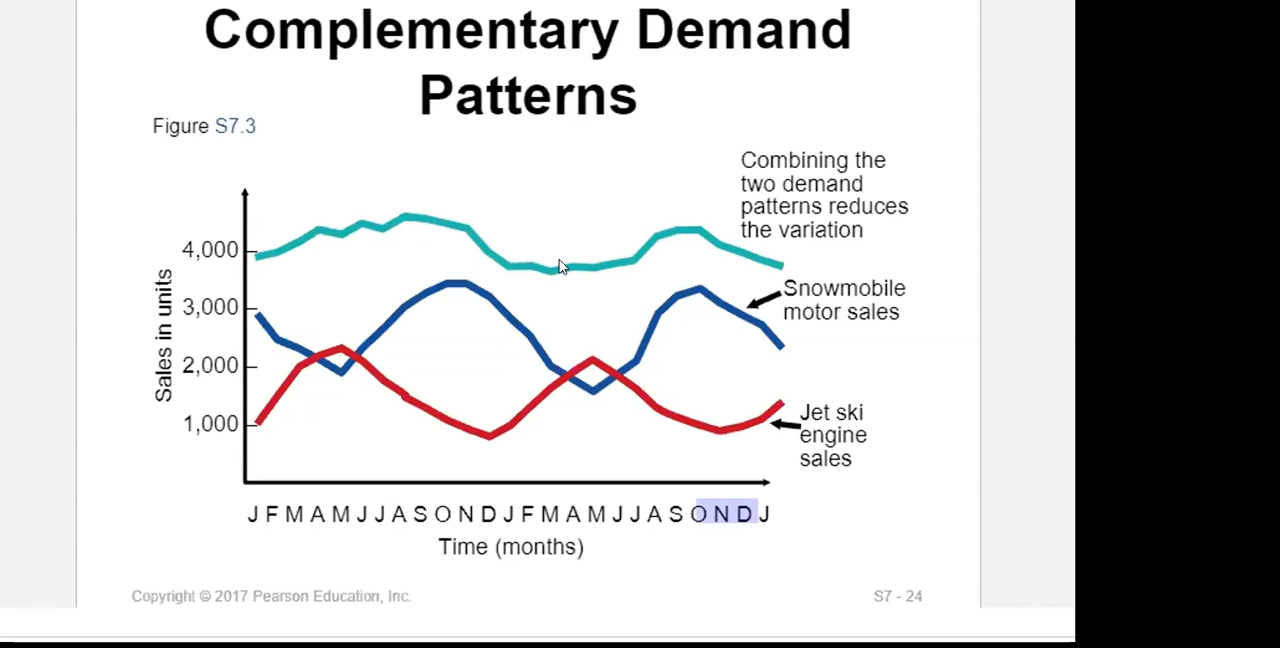 Complementary Demand
Patterns
Figure S7.3
Combining the
two demand
patterns reduces
the variation
4,000
3,000
2,000
1,000
Sales in units
Snowmobile
motor sales
Jet ski
engine
sales
J F M A M J J A S O N D J F M A M J J A S O N D J
Time (months)
Copyright © 2017 Pearson Education, Inc.
S7 - 24